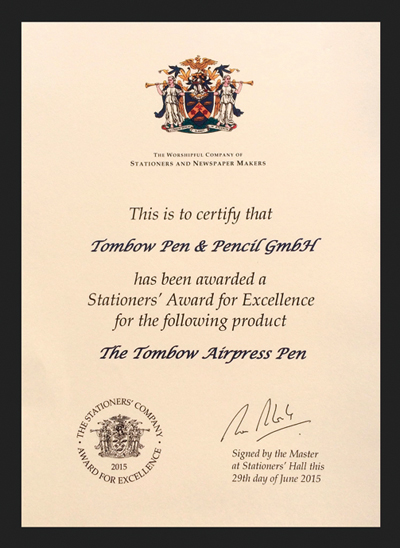 THE WORSHIPFUL COMPANY OF
STATIONERS AND NEWSPAPER MAKERS
This is to certify that
Tombow Pen & Pencil GmbH
has been awarded a
Stationers' Award for Excellence
for the following product
The Tombow Airpress Pen
THE STATIONERS' COMPANY
2015
AWARD FOR EXCELLENCE
Signed by the Master
at Stationers' Hall this
29th day of June 2015